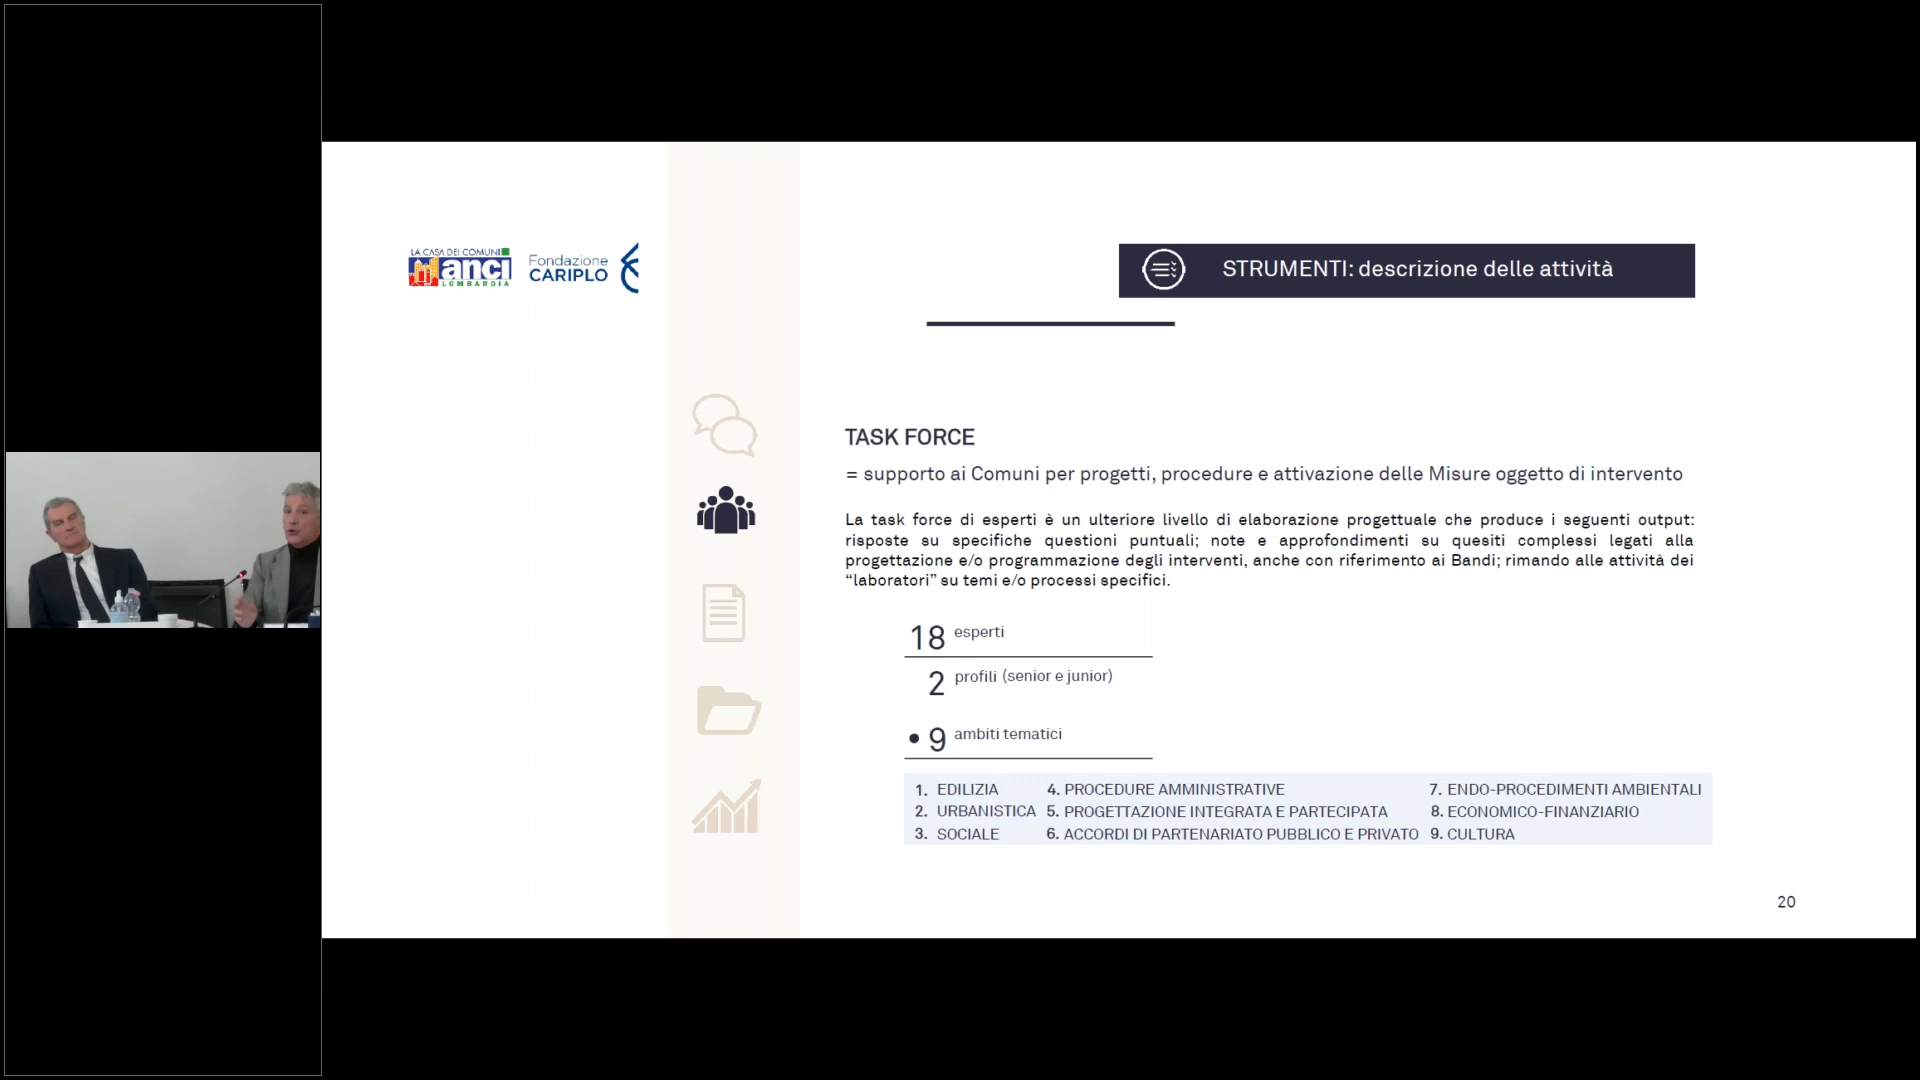 LA CASA DEI COMUNI
anci
LOMBARDIA
Fondazione
CARIPLO
STRUMENTI: descrizione delle attività
TASK FORCE
= supporto ai Comuni per progetti, procedure e attivazione delle Misure oggetto di intervento
La task force di esperti è un ulteriore livello di elaborazione progettuale che produce i seguenti output:
risposte su specifiche questioni puntuali; note e approfondimenti su quesiti complessi legati alla
progettazione e/o programmazione degli interventi, anche con riferimento ai Bandi; rimando alle attività dei
“laboratori” su temi e/o processi specifici.
18 esperti
2 profili (senior e junior)
• 9 ambiti tematici
1. EDILIZIA
2. URBANISTICA
3. SOCIALE
4. PROCEDURE AMMINISTRATIVE
5. PROGETTAZIONE INTEGRATA E PARTECIPATA
6. ACCORDI DI PARTENARIATO PUBBLICO E PRIVATO
7. ENDO-PROCEDIMENTI AMBIENTALI
8. ECONOMICO-FINANZIARIO
9. CULTURA
20